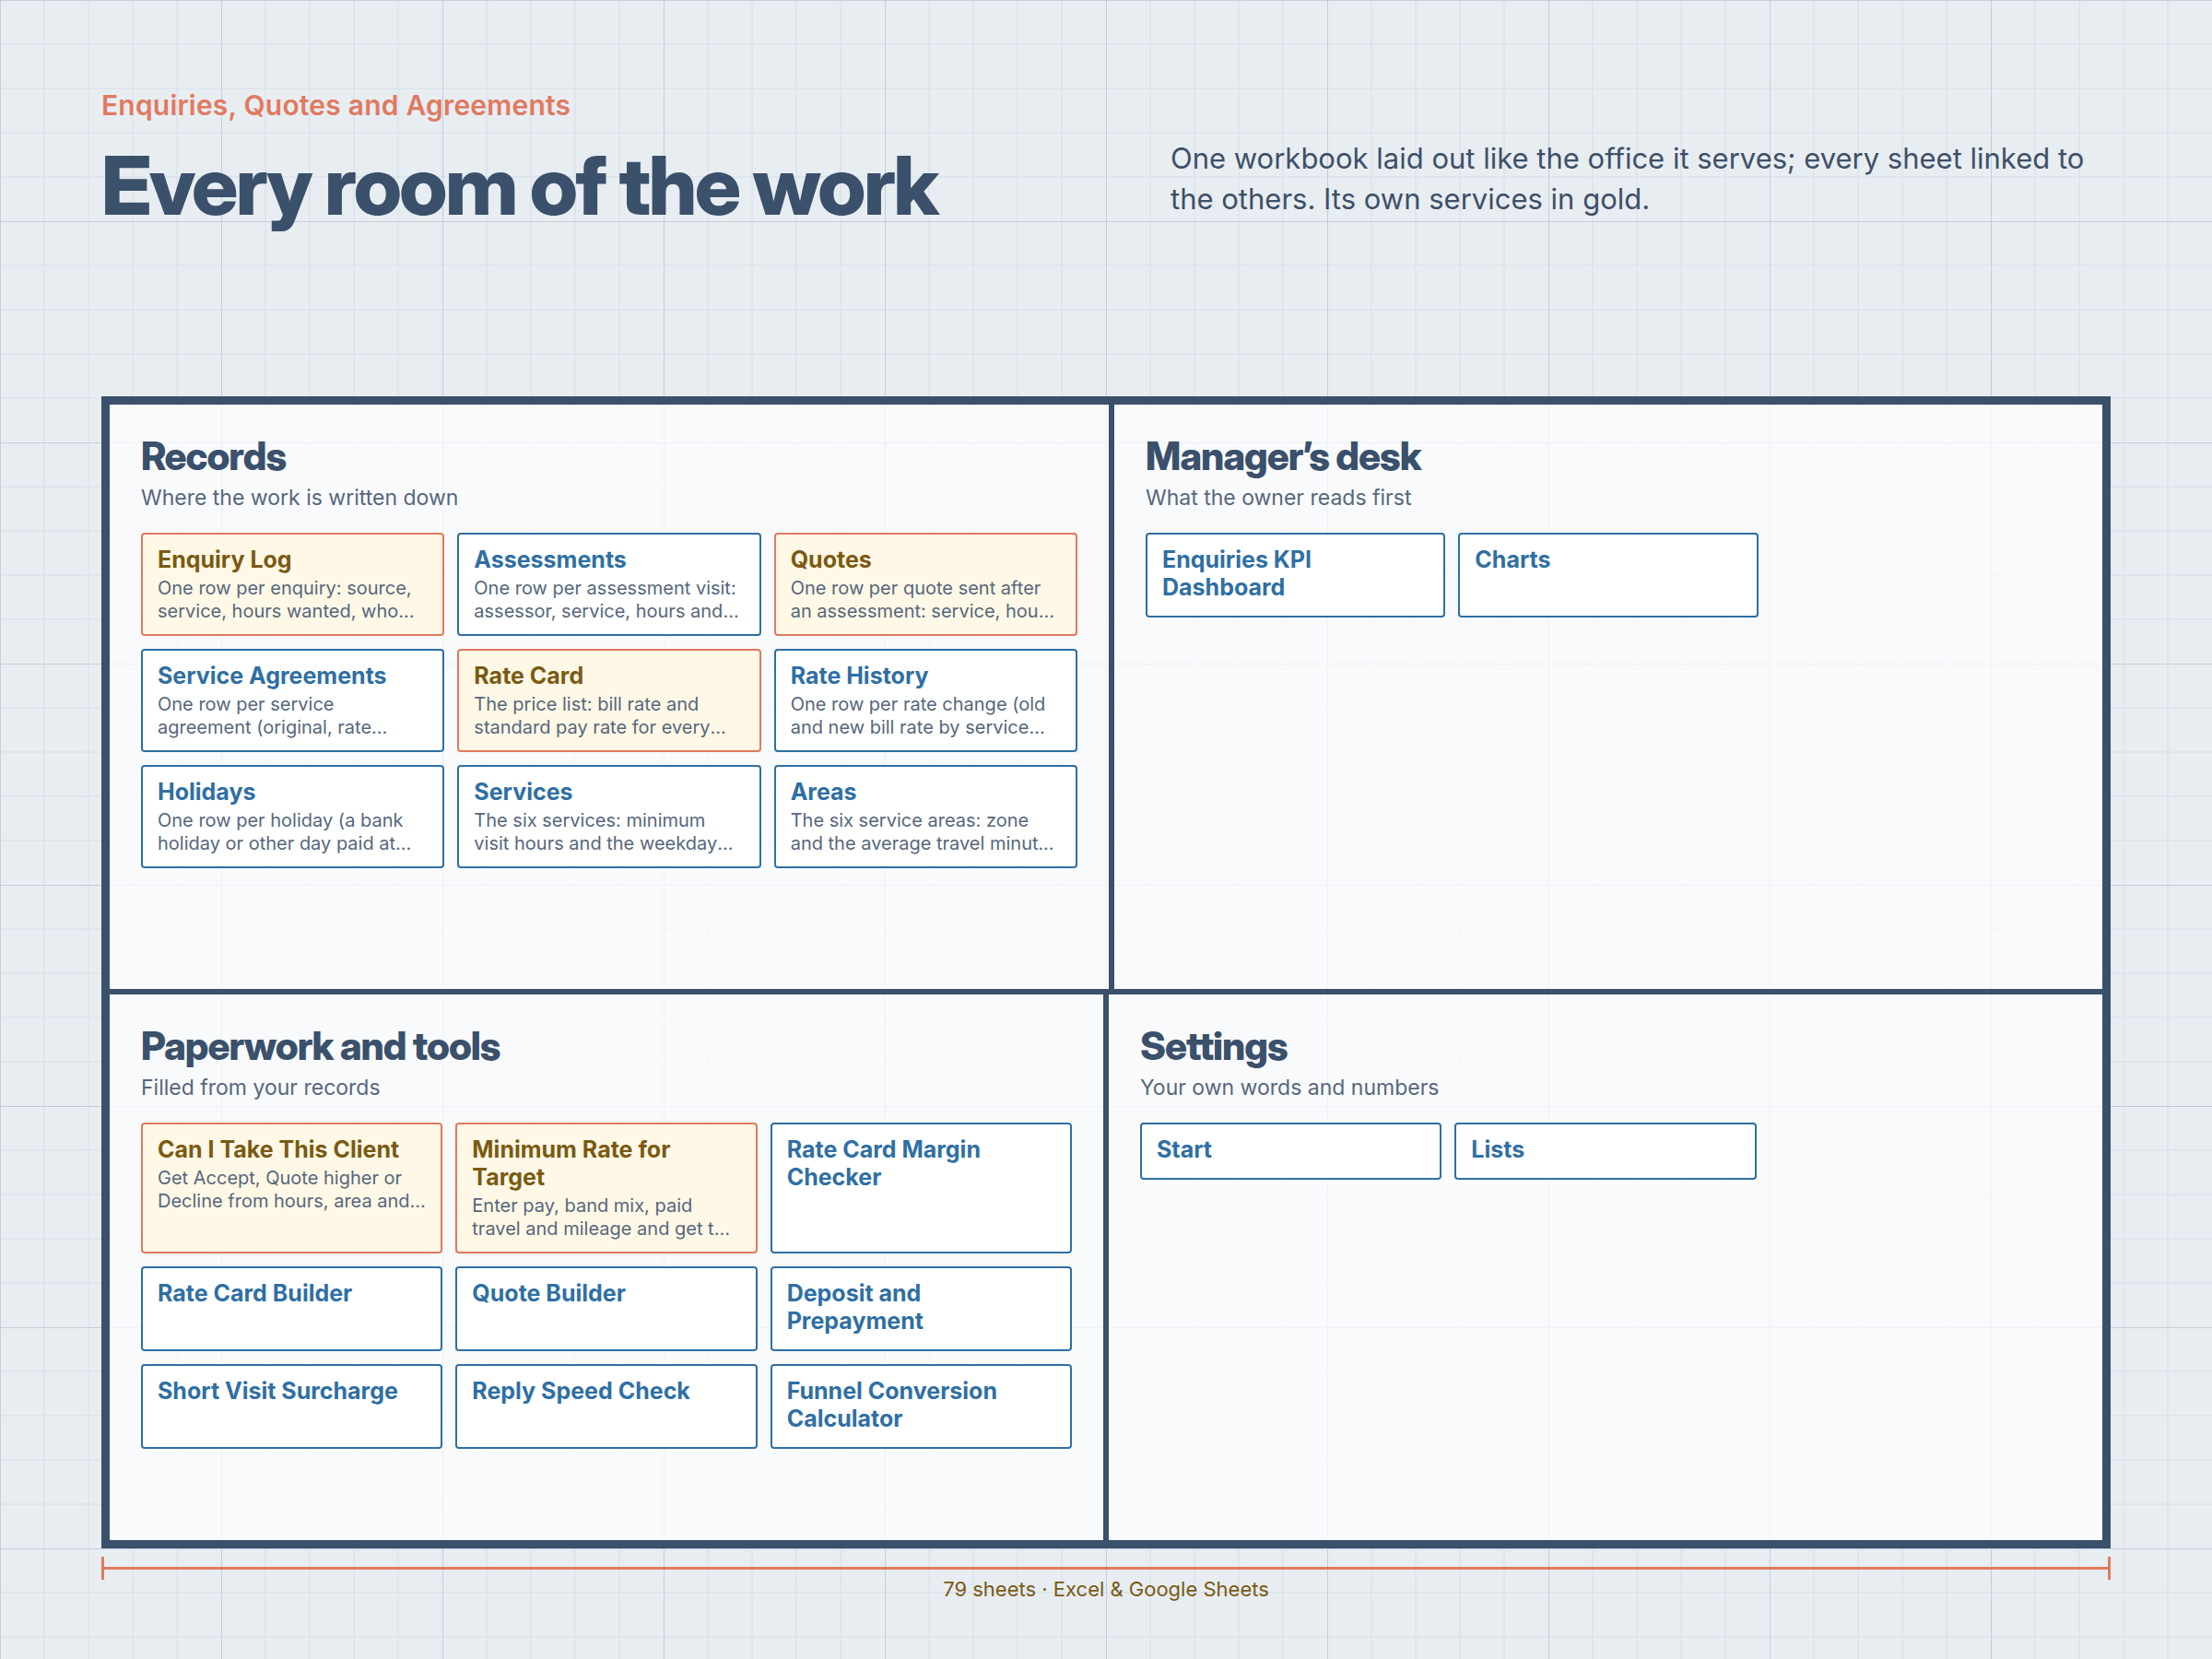 Enquiries, Quotes and Agreements
Every room of the work
One workbook laid out like the office it serves; every sheet linked to
the others. Its own services in gold.
Records
Where the work is written down
Enquiry Log
One row per enquiry: source,
service, hours wanted, who...
Assessments
One row per assessment visit:
assessor, service, hours and...
Quotes
One row per quote sent after
an assessment: service, hou...
Service Agreements
One row per service
agreement (original, rate...
Rate Card
The price list: bill rate and
standard pay rate for every...
Rate History
One row per rate change (old
and new bill rate by service...
Holidays
One row per holiday (a bank
holiday or other day paid at...
Services
The six services: minimum
visit hours and the weekday...
Areas
The six service areas: zone
and the average travel minut...
Manager's desk
What the owner reads first
Enquiries KPI
Dashboard
Charts
Paperwork and tools
Filled from your records
Can I Take This Client
Get Accept, Quote higher or
Decline from hours, area and...
Minimum Rate for
Target
Enter pay, band mix, paid
travel and mileage and get t...
Rate Card Margin
Checker
Rate Card Builder
Quote Builder
Deposit and
Prepayment
Short Visit Surcharge
Reply Speed Check
Funnel Conversion
Calculator
Settings
Your own words and numbers
Start
Lists
79 sheets · Excel & Google Sheets